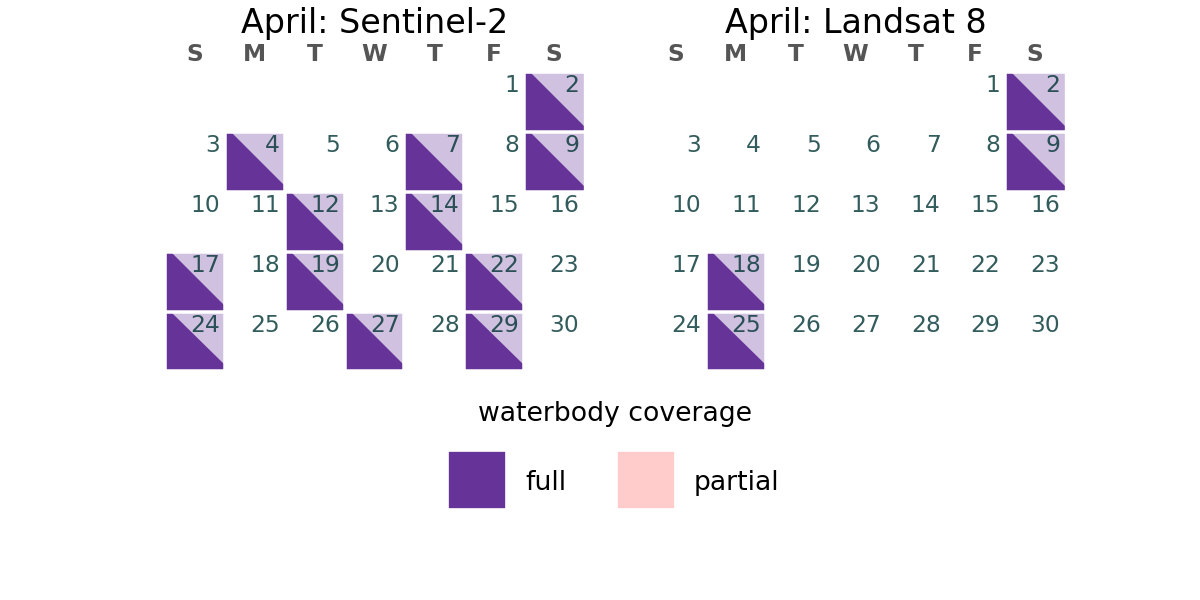 April: Sentinel-2
S M T W T F S
1 2
3 4 5 6 7 8 9
10 11 12 13 14 15 16
17 18 19 20 21 22 23
24 25 26 27 28 29 30
April: Landsat 8
S M T W T F S
1 2
3 4 5 6 7 8 9
10 11 12 13 14 15 16
17 18 19 20 21 22 23
24 25 26 27 28 29 30
waterbody coverage
full
partial